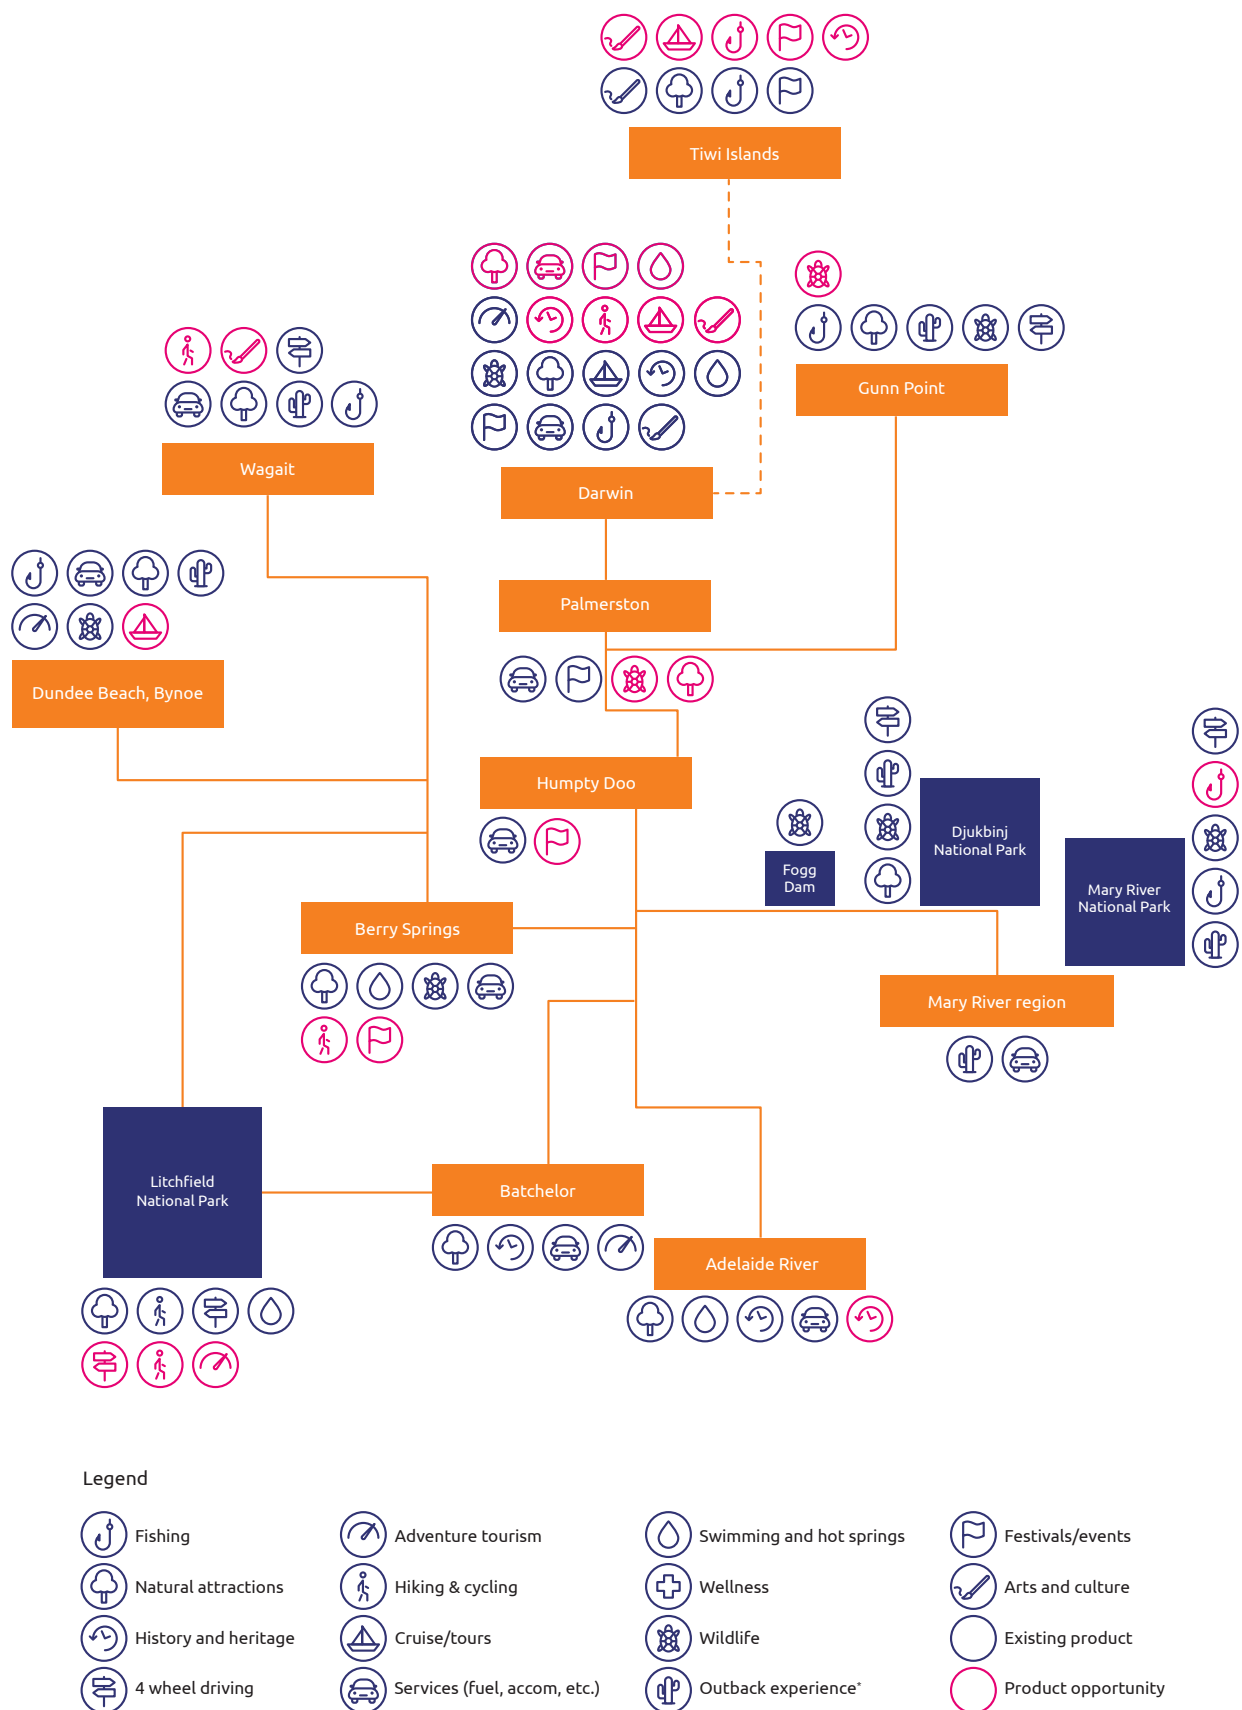 Tiwi Islands
Gunn Point
Wagait
Darwin
Palmerston
Dundee Beach, Bynoe
Humpty Doo
Djukbinj
National Park
Fogg
Dam
Mary River
National Park
Berry Springs
Mary River region
Litchfield
National Park
Batchelor
Adelaide River
Legend
Fishing
Adventure tourism
Swimming and hot springs
Festivals/events
Natural attractions
Hiking & cycling
Wellness
Arts and culture
History and heritage
Cruise/tours
Wildlife
Existing product
4 wheel driving
Services (fuel, accom, etc.)
Outback experience*
Product opportunity